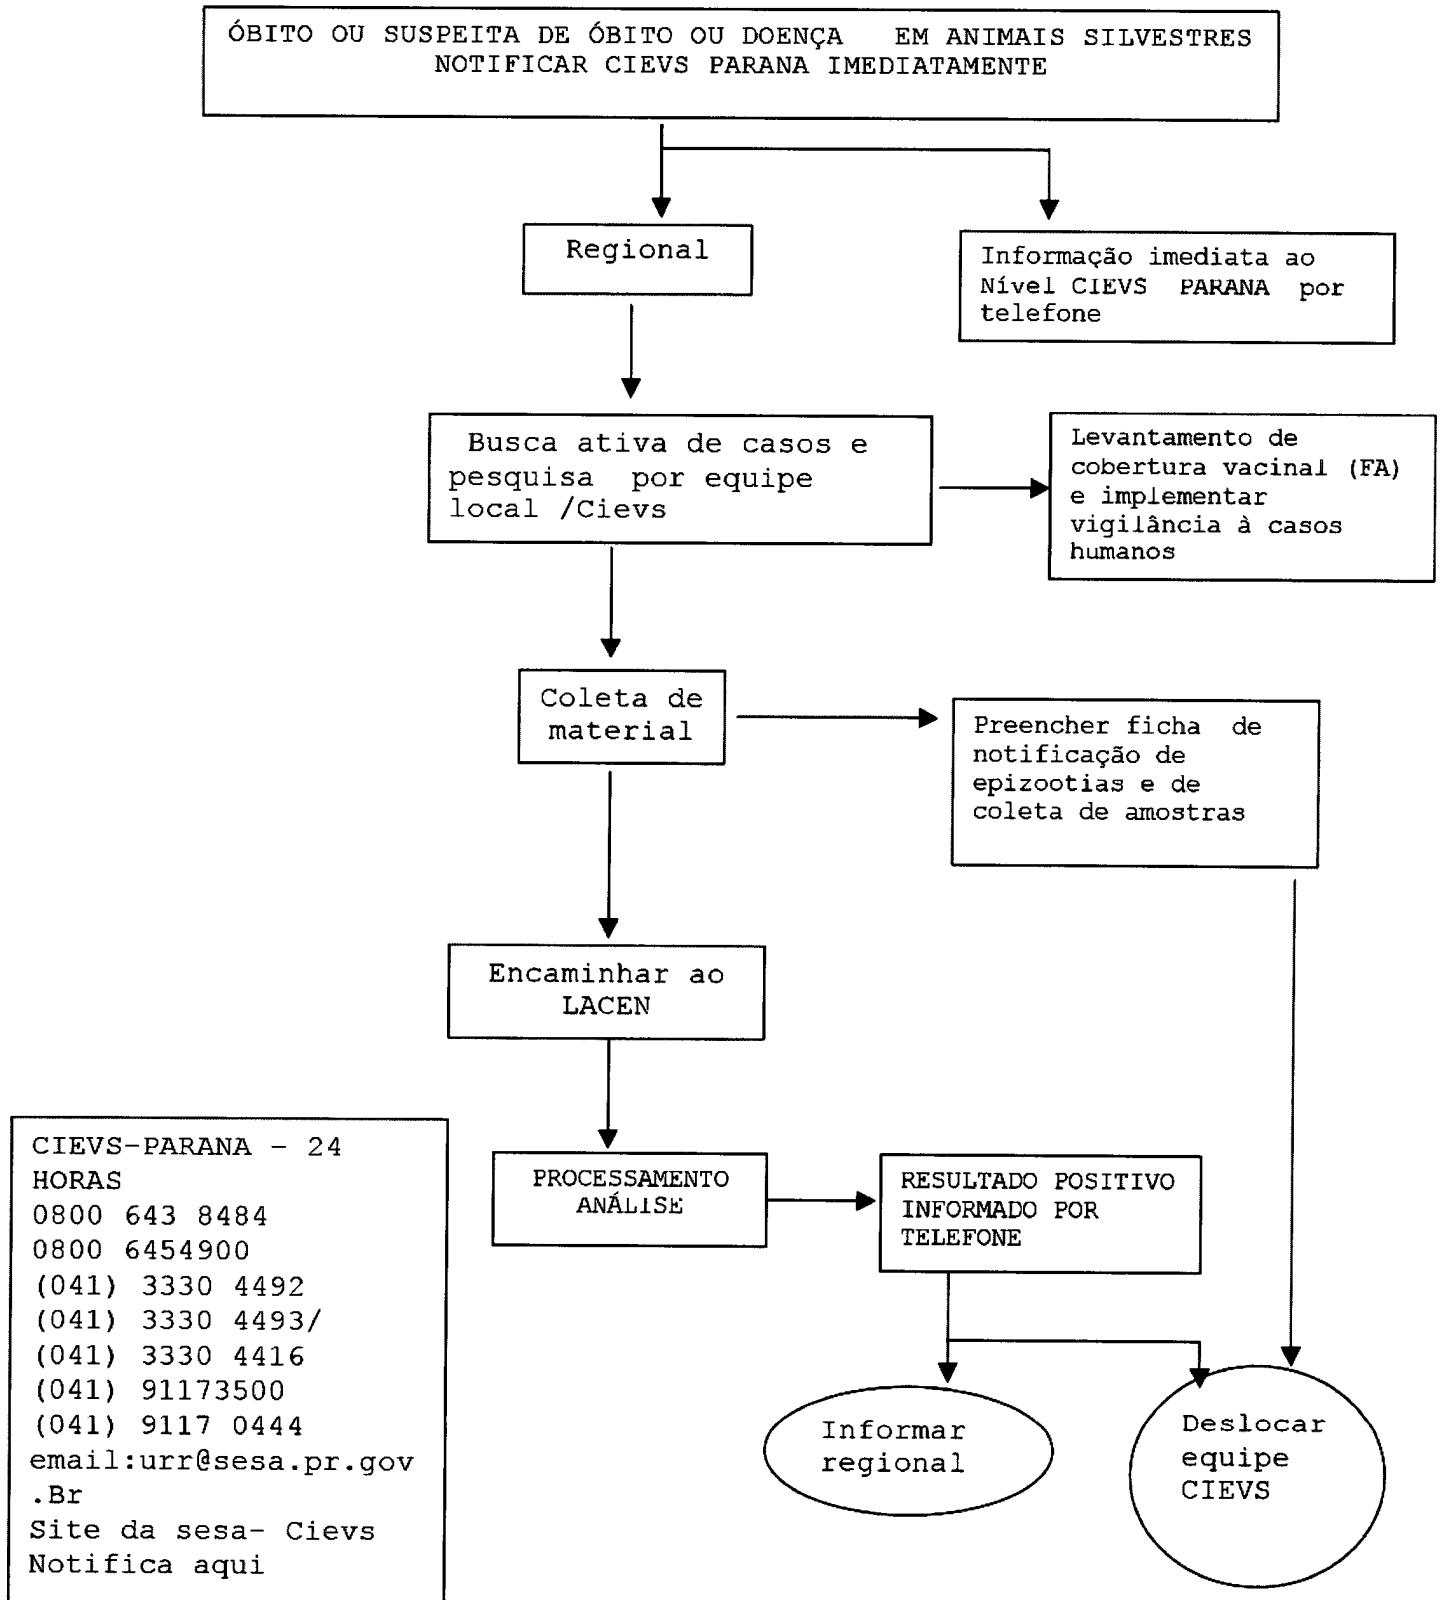 ÓBITO OU SUSPEITA DE ÓBITO OU DOENÇA EM ANIMAIS SILVESTRES
NOTIFICAR CIEVS PARANA IMEDIATAMENTE
Regional
Informação imediata ao
Nível CIEVS PARANA por
telefone
Busca ativa de casos e
pesquisa por equipe
local /Cievs
Levantamento de
cobertura vacinal (FA)
e implementar
vigilância à casos
humanos
Coleta de
material
Preencher ficha de
notificação de
epizootias e de
coleta de amostras
Encaminhar ao
LACEN
PROCESSAMENTO
ANÁLISE
RESULTADO POSITIVO
INFORMADO POR
TELEFONE
Informar
regional
Deslocar
equipe
CIEVS
CIEVS-PARANA - 24
HORAS
0800 643 8484
0800 6454900
(041) 3330 4492
(041) 3330 4493/
(041) 3330 4416
(041) 91173500
(041) 9117 0444
email:urr@sesa.pr.gov
.Br
Site da sesa- Cievs
Notifica aqui